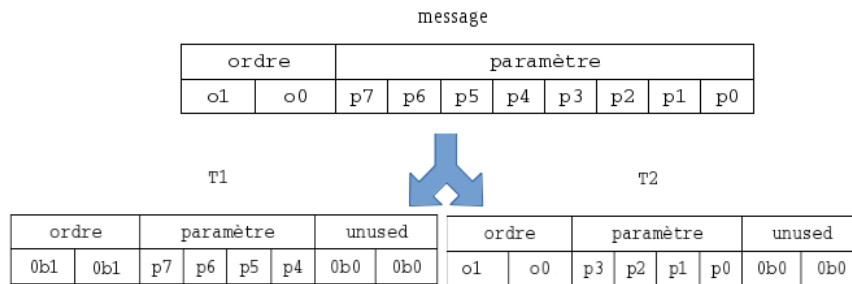 message
ordre paramètre
o1 o0 p7 p6 p5 p4 p3 p2 p1 p0
T1
ordre paramètre unused
0b1 0b1 p7 p6 p5 p4 0b0 0b0
T2
ordre paramètre unused
o1 o0 p3 p2 p1 p0 0b0 0b0